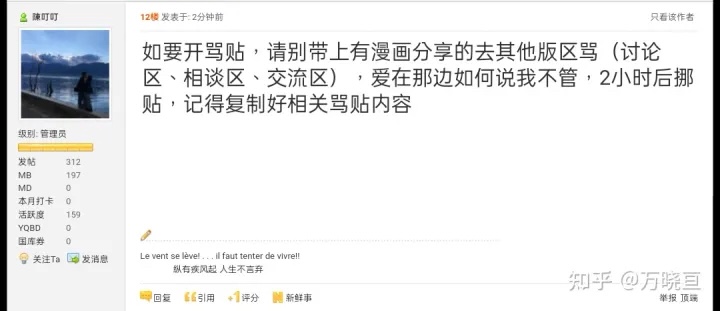 陳叮叮
12楼 发表于: 2分钟前
只看该作者
如要开骂贴，请别带上有漫画分享的去其他版区骂（讨论
区、相谈区、交流区），爱在那边如何说我不管，2小时后挪
贴，记得复制好相关骂贴内容
级别: 管理员
发帖 312
MB 197
MD 0
本月打卡 0
活跃度 159
YQBD 0
国库券 0
关注Ta 发消息
Le vent se lève! . . . il faut tenter de vivre!!
纵有疾风起 人生不言弃
回复 引用 +1评分 新鲜事
举报 顶端
知乎 @万晓亘